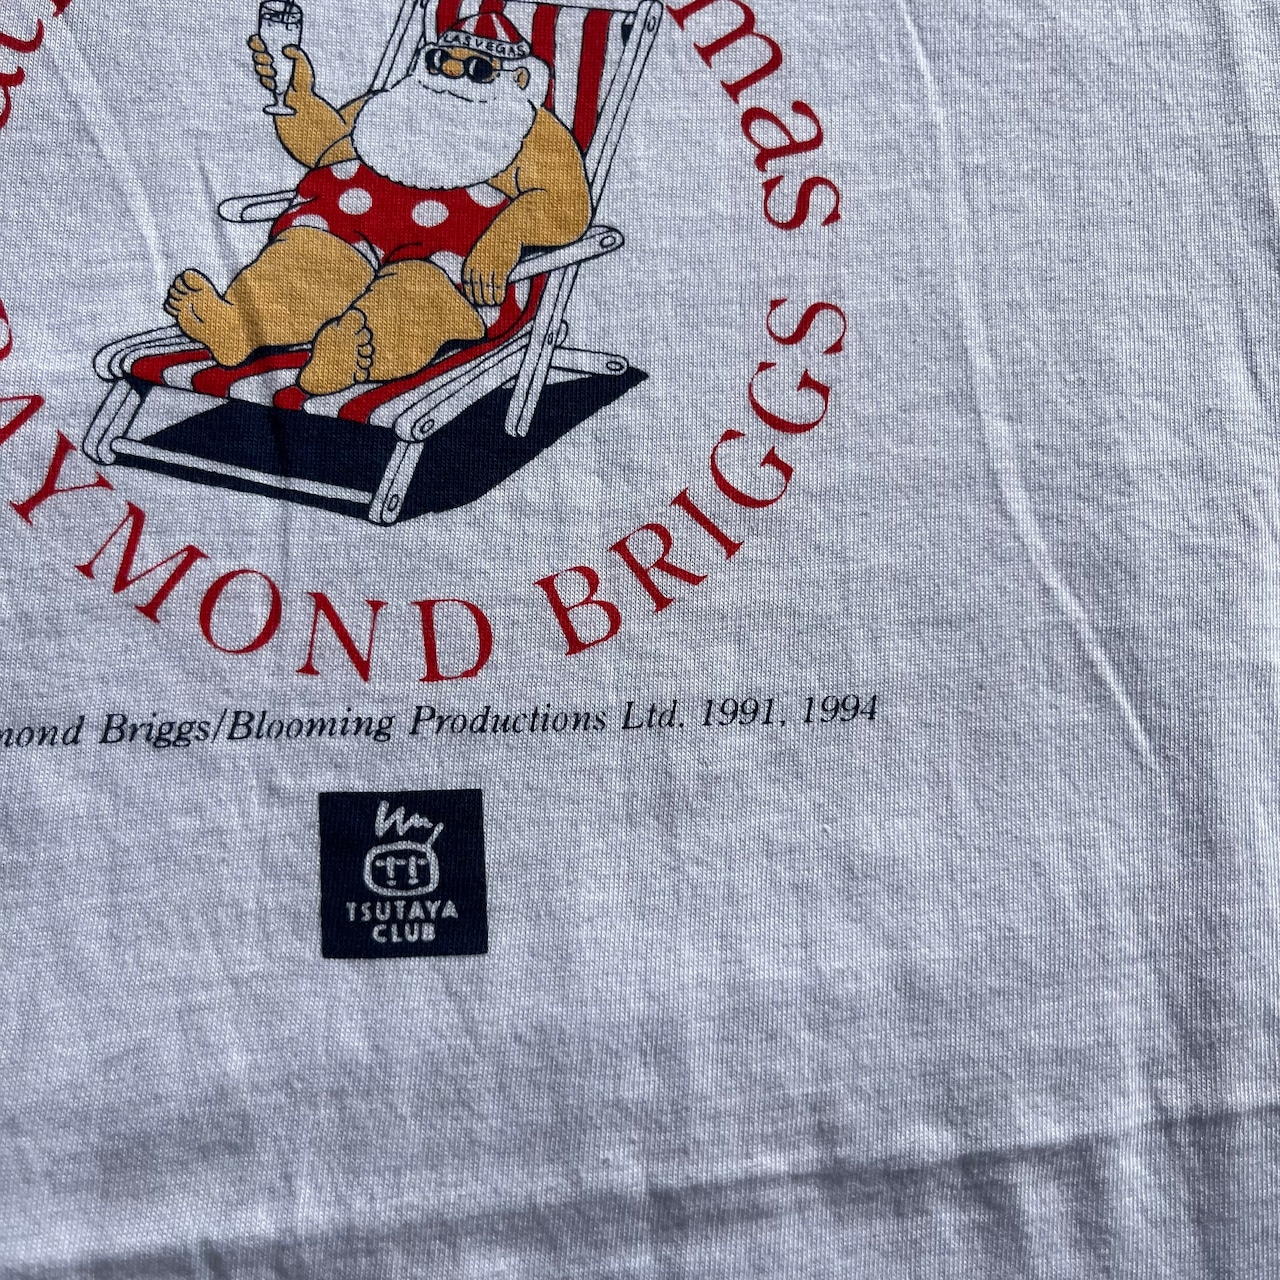 LAS VEGAS
mas
AYMOND BRIGGS
mond Briggs/Blooming Productions Ltd. 1991, 1994
TSUTAYA
CLUB